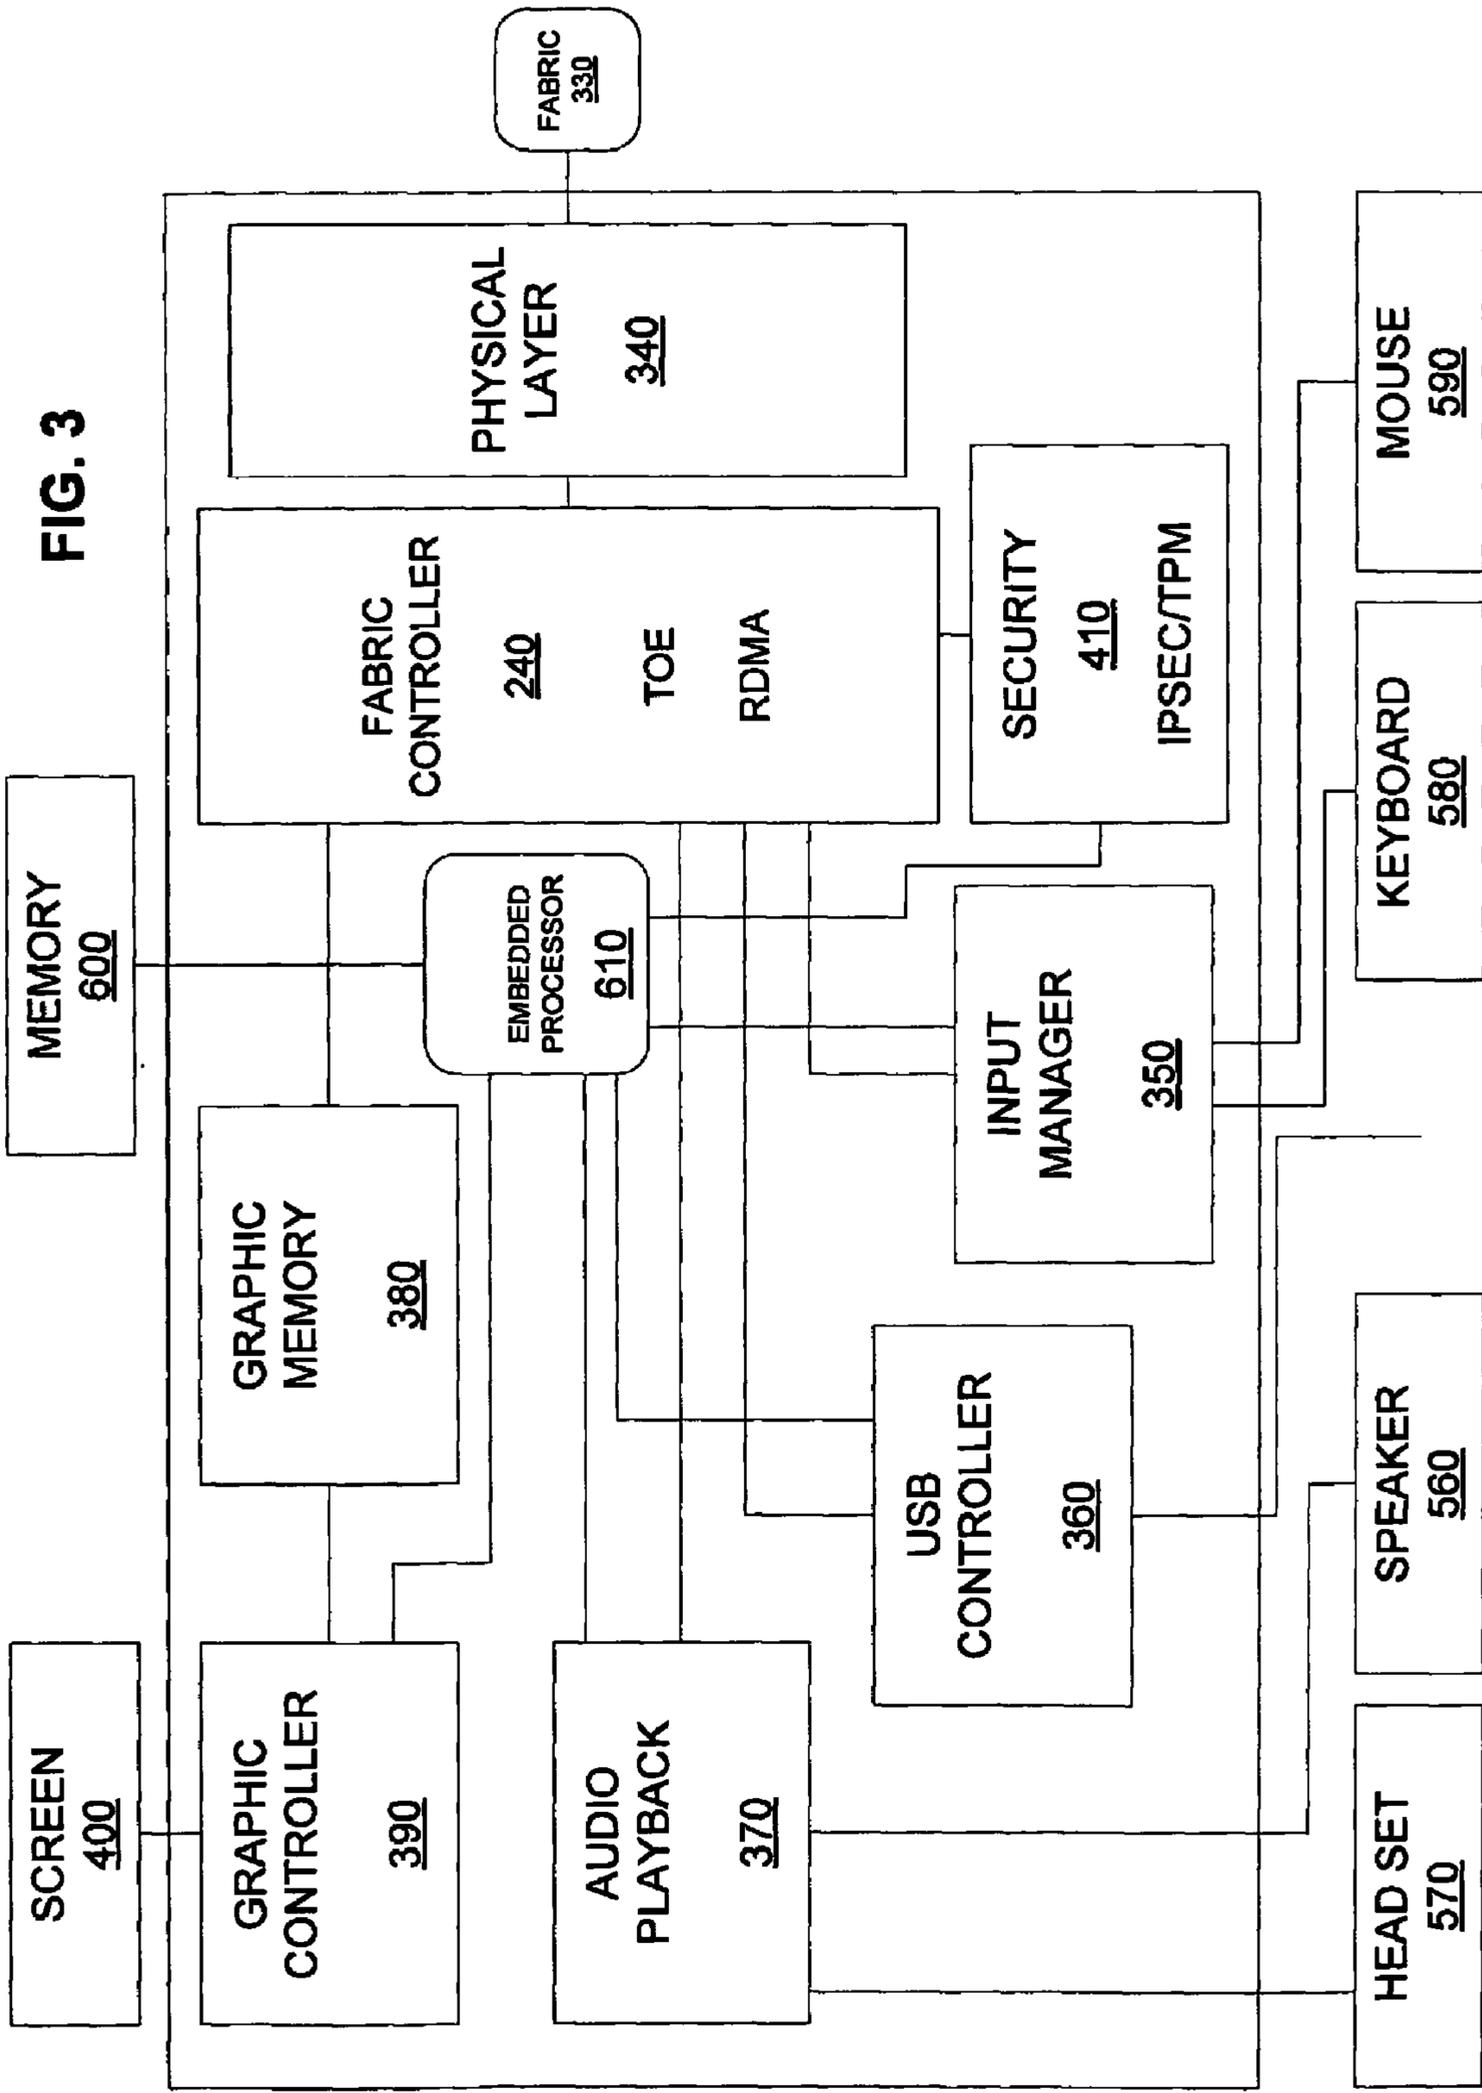 FIG. 3
SCREEN
400
MEMORY
600
GRAPHIC
CONTROLLER
390
GRAPHIC
MEMORY
380
FABRIC
CONTROLLER
240
TOE
RDMA
PHYSICAL
LAYER
340
FABRIC
330
EMBEDDED
PROCESSOR
610
AUDIO
PLAYBACK
370
USB
CONTROLLER
360
INPUT
MANAGER
350
SECURITY
410
IPSEC/TPM
HEAD SET
570
SPEAKER
560
KEYBOARD
580
MOUSE
590